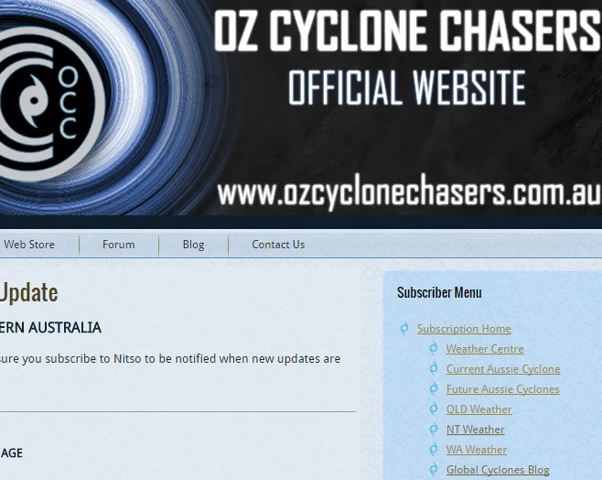 OZ CYCLONE CHASERS
OFFICIAL WEBSITE
OCC
www.ozcyclonechasers.com.au
Web Store
Forum
Blog
Contact Us
Update
ERN AUSTRALIA
sure you subscribe to Nitso to be notified when new updates are
AGE
Subscriber Menu
Subscription Home
Weather Centre
Current Aussie Cyclone
Future Aussie Cyclones
QLD Weather
NT Weather
WA Weather
Global Cyclones Blog